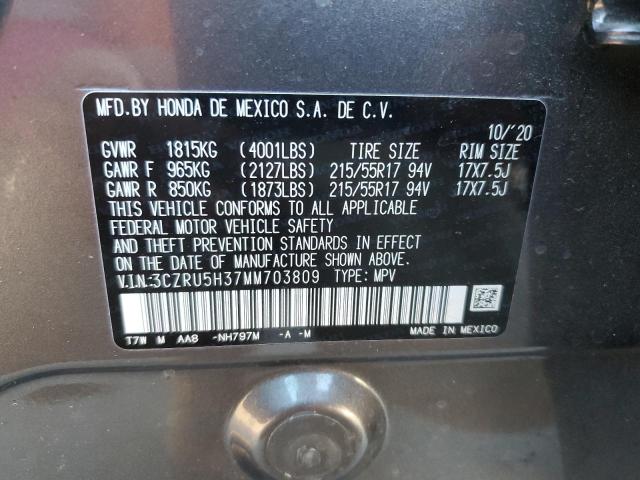 MFD.BY HONDA DE MEXICO S.A. DE C.V.
10/'20
GVWR 1815KG (4001LBS) TIRE SIZE RIM SIZE
GAWR F 965KG (2127LBS) 215/55R17 94V 17X7.5J
GAWR R 850KG (1873LBS) 215/55R17 94V 17X7.5J
THIS VEHICLE CONFORMS TO ALL APPLICABLE
FEDERAL MOTOR VEHICLE SAFETY
AND THEFT PREVENTION STANDARDS IN EFFECT
ON THE DATE OF MANUFACTURE SHOWN ABOVE.
V.I.N.:3CZRU5H37MM703809 TYPE: MPV
T7W M AA8 -NH797M -A -M
MADE IN MEXICO